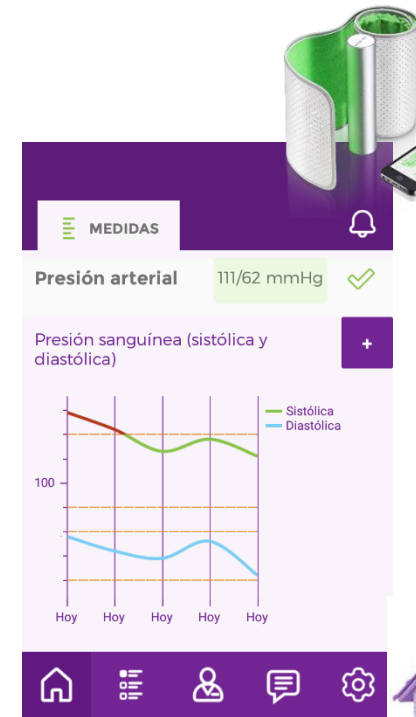 MEDIDAS
Presión arterial 111/62 mmHg
Presión sanguínea (sistólica y
diastólica)
+
Sistólica
Diastólica
100
Hoy Hoy Hoy Hoy Hoy